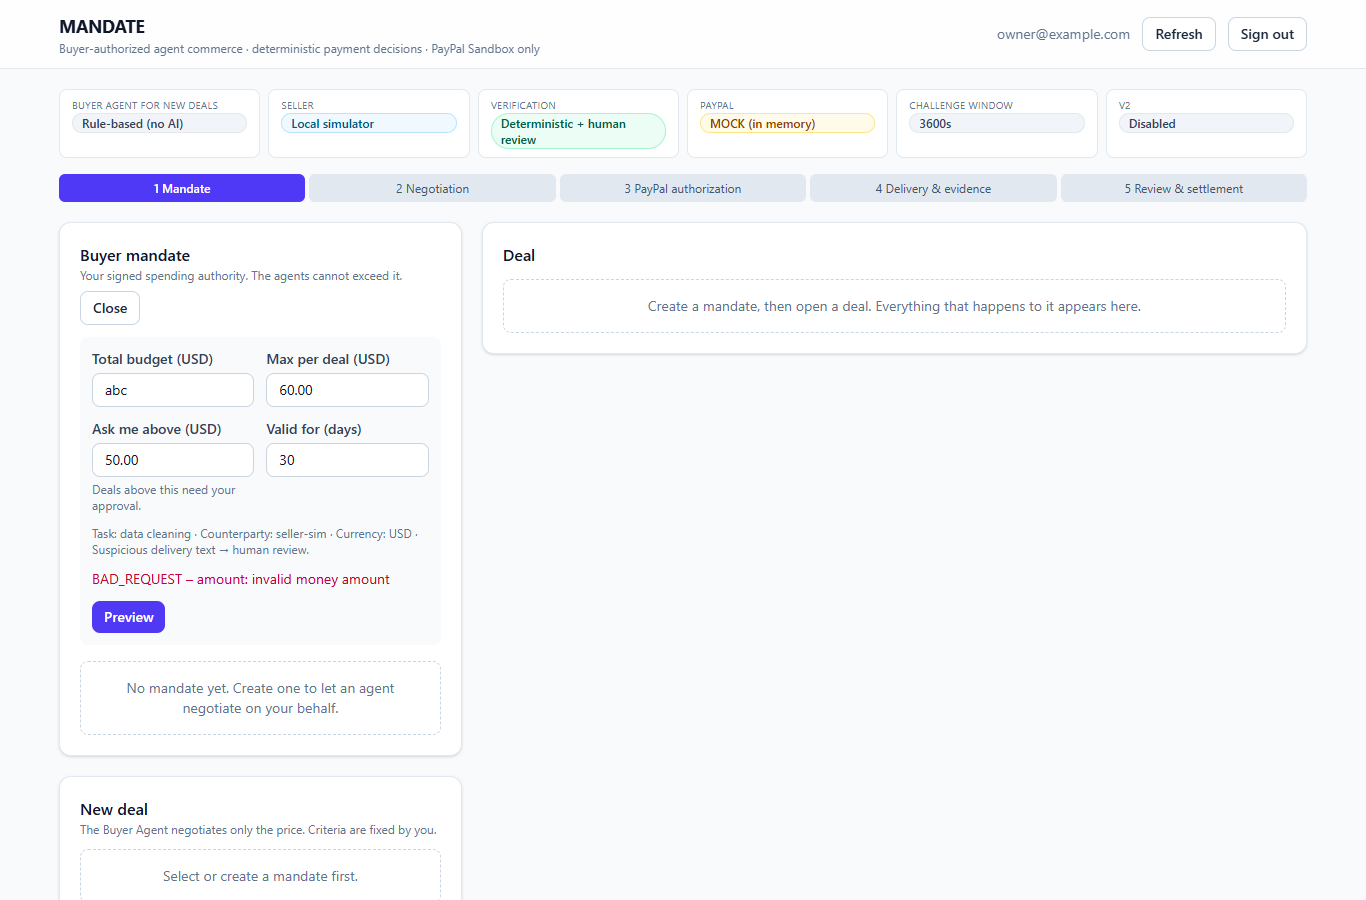 MANDATE
Buyer-authorized agent commerce · deterministic payment decisions · PayPal Sandbox only
owner@example.com
Refresh
Sign out
BUYER AGENT FOR NEW DEALS
Rule-based (no AI)
SELLER
Local simulator
VERIFICATION
Deterministic + human
review
PAYPAL
MOCK (in memory)
CHALLENGE WINDOW
3600s
V2
Disabled
1 Mandate
2 Negotiation
3 PayPal authorization
4 Delivery & evidence
5 Review & settlement
Buyer mandate
Your signed spending authority. The agents cannot exceed it.
Close
Total budget (USD)
Max per deal (USD)
abc
60.00
Ask me above (USD)
Valid for (days)
50.00
30
Deals above this need your
approval.
Task: data cleaning · Counterparty: seller-sim · Currency: USD ·
Suspicious delivery text → human review.
BAD_REQUEST – amount: invalid money amount
Preview
No mandate yet. Create one to let an agent
negotiate on your behalf.
New deal
The Buyer Agent negotiates only the price. Criteria are fixed by you.
Select or create a mandate first.
Deal
Create a mandate, then open a deal. Everything that happens to it appears here.